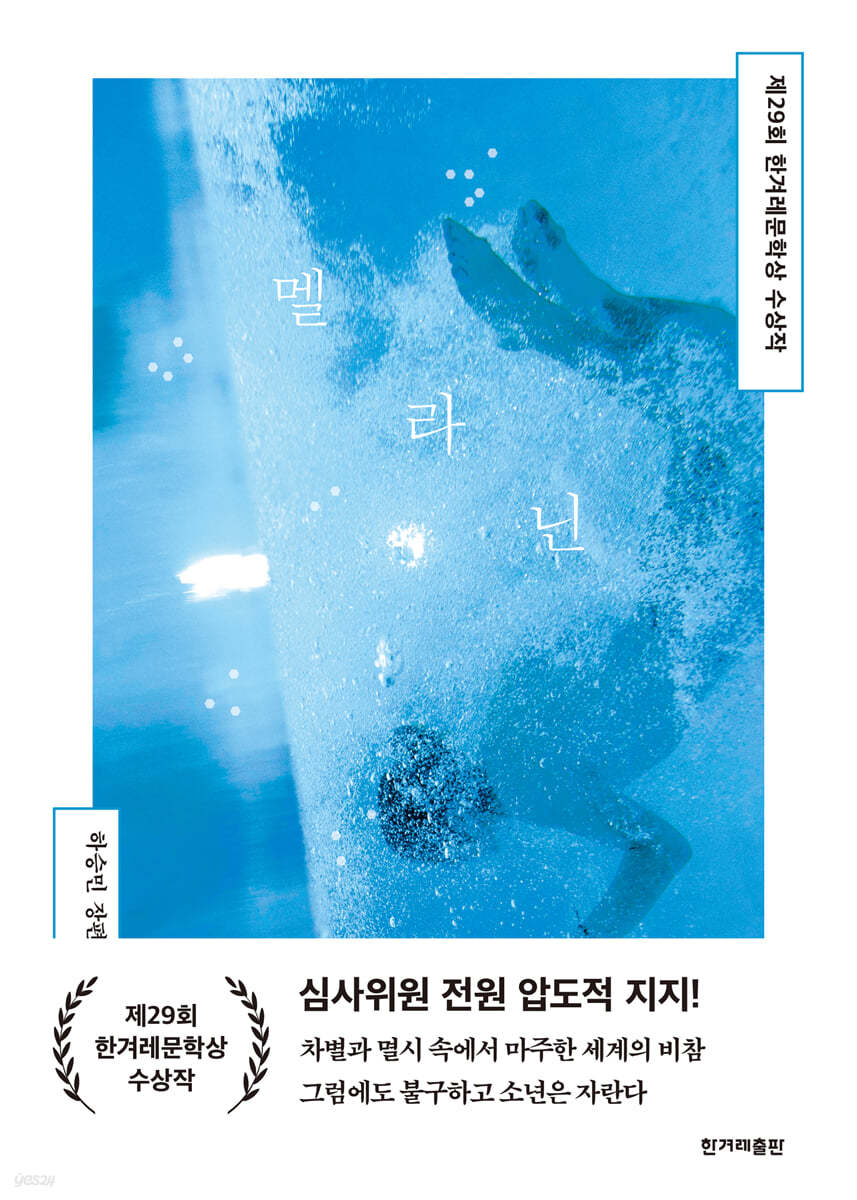 제29회 한겨레문학상 수상작
멜
라
닌
하승민 장편
제29회
한겨레문학상
수상작
심사위원 전원 압도적 지지!
차별과 멸시 속에서 마주한 세계의 비참
그럼에도 불구하고 소년은 자란다
한겨레출판
yes24